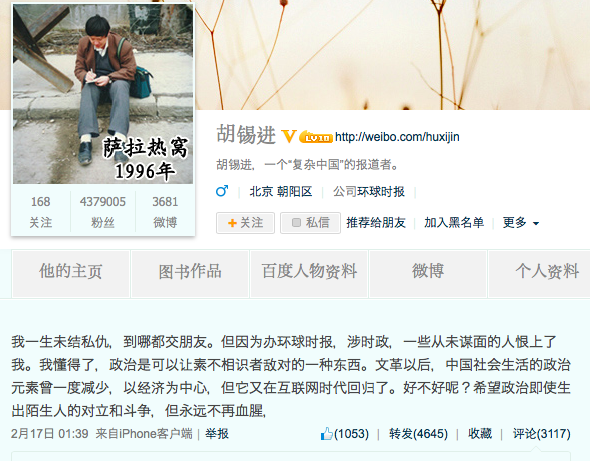 萨拉热窝
1996年
胡锡进 V LV10 http://weibo.com/huxijin
胡锡进，一个“复杂中国”的报道者。
♂ | 北京 朝阳区 | 公司环球时报 |
168 | 4379005 | 3681
关注 | 粉丝 | 微博
+关注 私信 推荐给朋友 | 加入黑名单 | 更多
他的主页 图书作品 百度人物资料 微博 个人资料
我一生未结私仇，到哪都交朋友。但因为办环球时报，涉时政，一些从未谋面的人恨上了
我。我懂得了，政治是可以让素不相识者敌对的一种东西。文革以后，中国社会生活的政治
元素曾一度减少，以经济为中心，但它又在互联网时代回归了。好不好呢？希望政治即使生
出陌生人的对立和斗争，但永远不再血腥，
2月17日 01:39 来自iPhone客户端 | 举报 (1053) | 转发(4645) | 收藏 | 评论(3117)